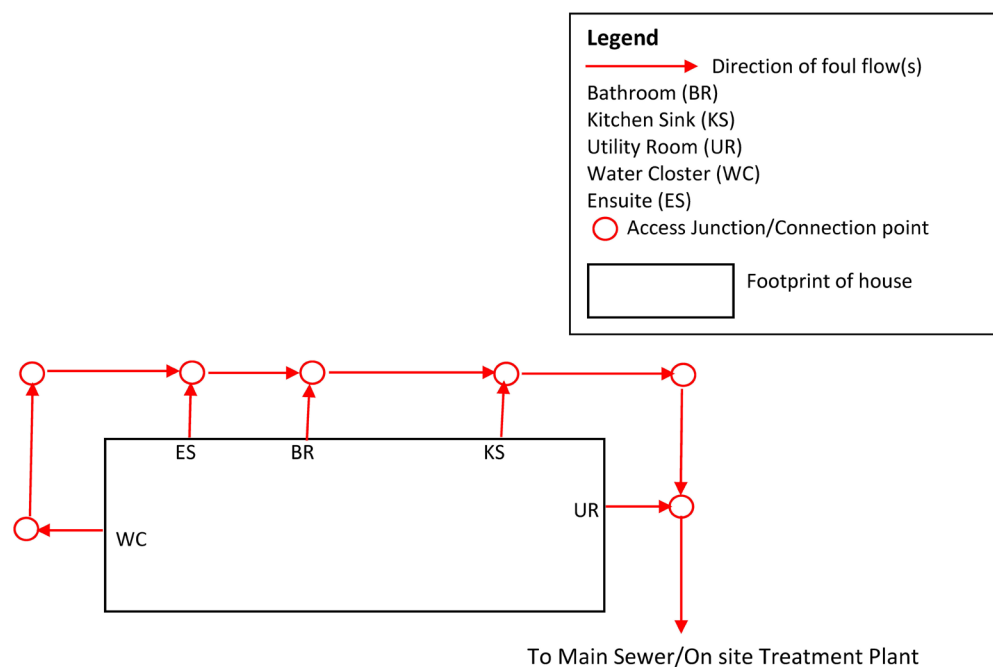 Legend
Direction of foul flow(s)
Bathroom (BR)
Kitchen Sink (KS)
Utility Room (UR)
Water Closter (WC)
Ensuite (ES)
Access Junction/Connection point
Footprint of house
ES
BR
KS
UR
WC
To Main Sewer/On site Treatment Plant